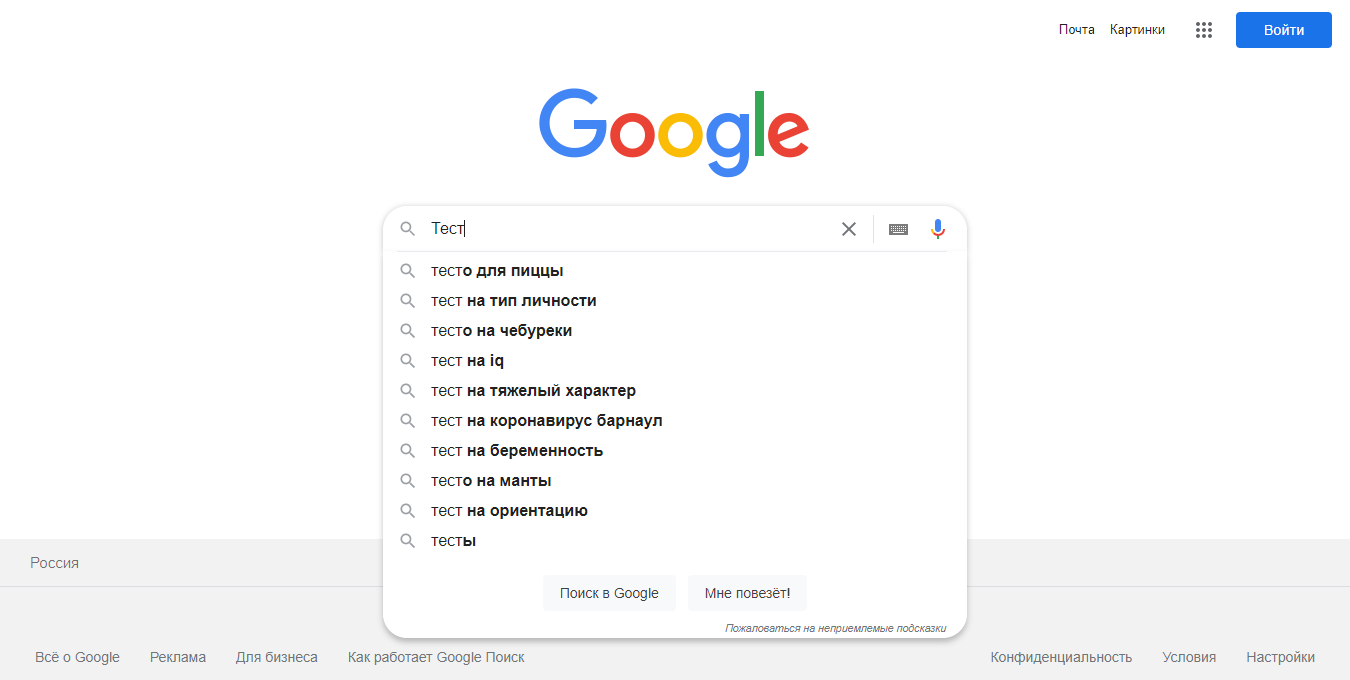 Почта Картинки Войти
Google
Тест
тесто для пиццы
тест на тип личности
тесто на чебуреки
тест на iq
тест на тяжелый характер
тест на коронавирус барнаул
тест на беременность
тесто на манты
тест на ориентацию
тесты
Россия
Поиск в Google Мне повезёт!
Пожаловаться на неприемлемые подсказки
Всё о Google Реклама Для бизнеса Как работает Google Поиск Конфиденциальность Условия Настройки